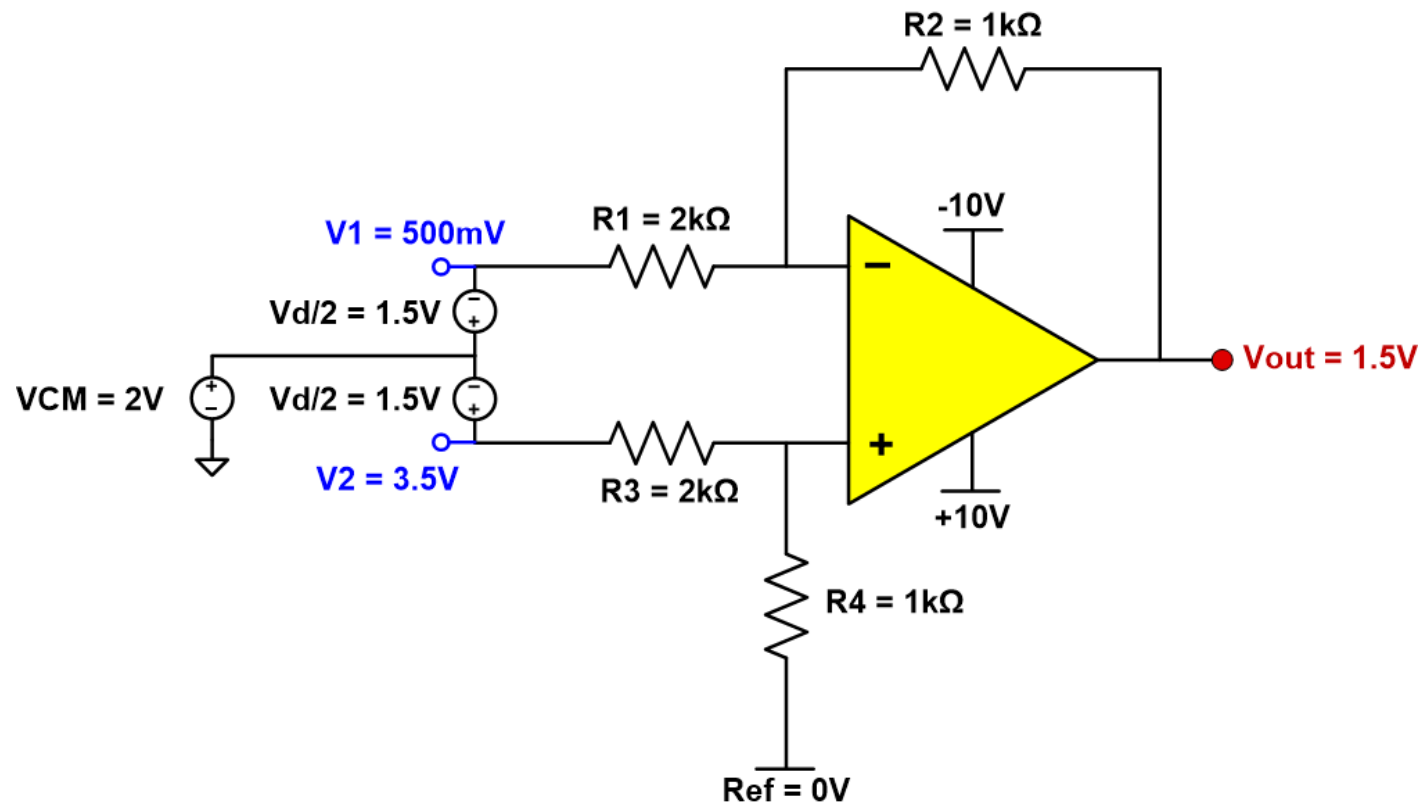 R2 = 1kΩ
-10V
R1 = 2kΩ
V1 = 500mV
−
Vd/2 = 1.5V
−
+
Vout = 1.5V
VCM = 2V
+
−
Vd/2 = 1.5V
−
+
+
V2 = 3.5V
R3 = 2kΩ
+10V
R4 = 1kΩ
Ref = 0V